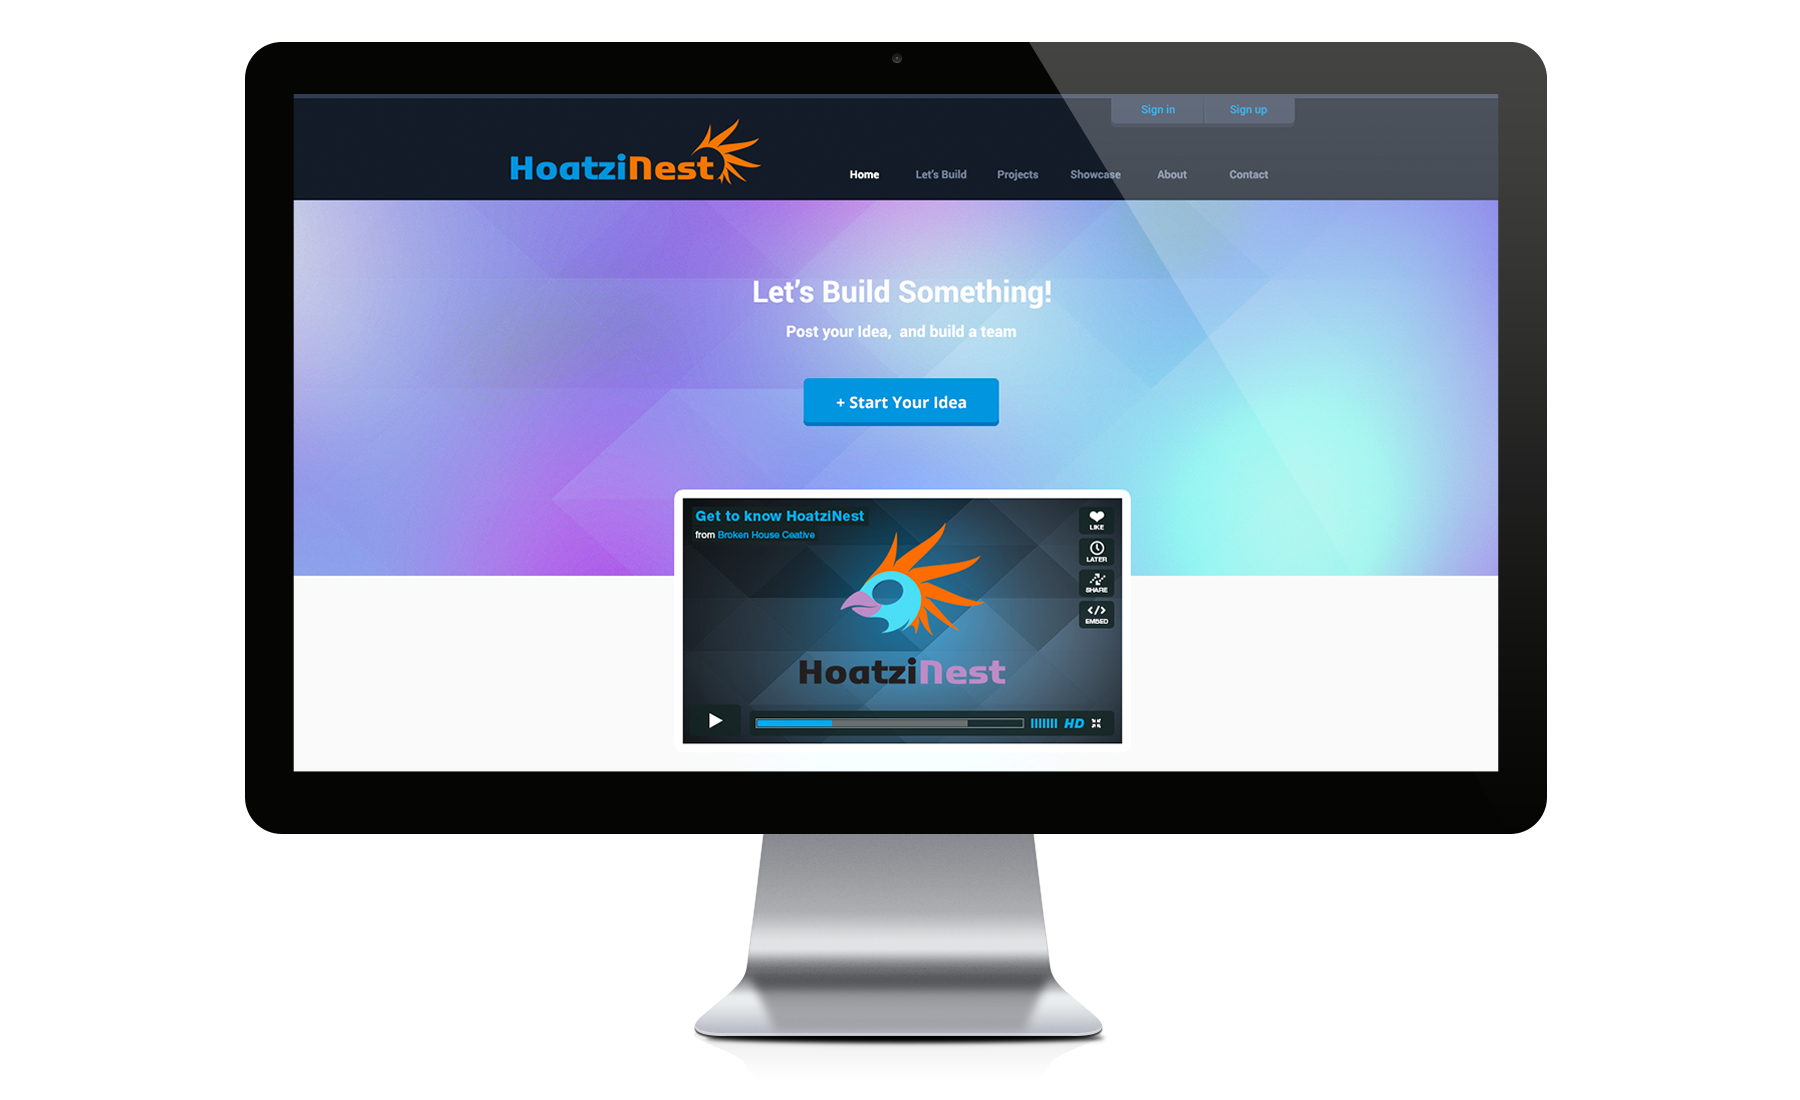 Sign in Sign up
HoatziNest
Home Let's Build Projects Showcase About Contact
Let's Build Something!
Post your Idea, and build a team
+ Start Your Idea
Get to know HoatziNest
from Broken House Ceative
LIKE
LATER
SHARE
EMBED
HoatziNest
HD